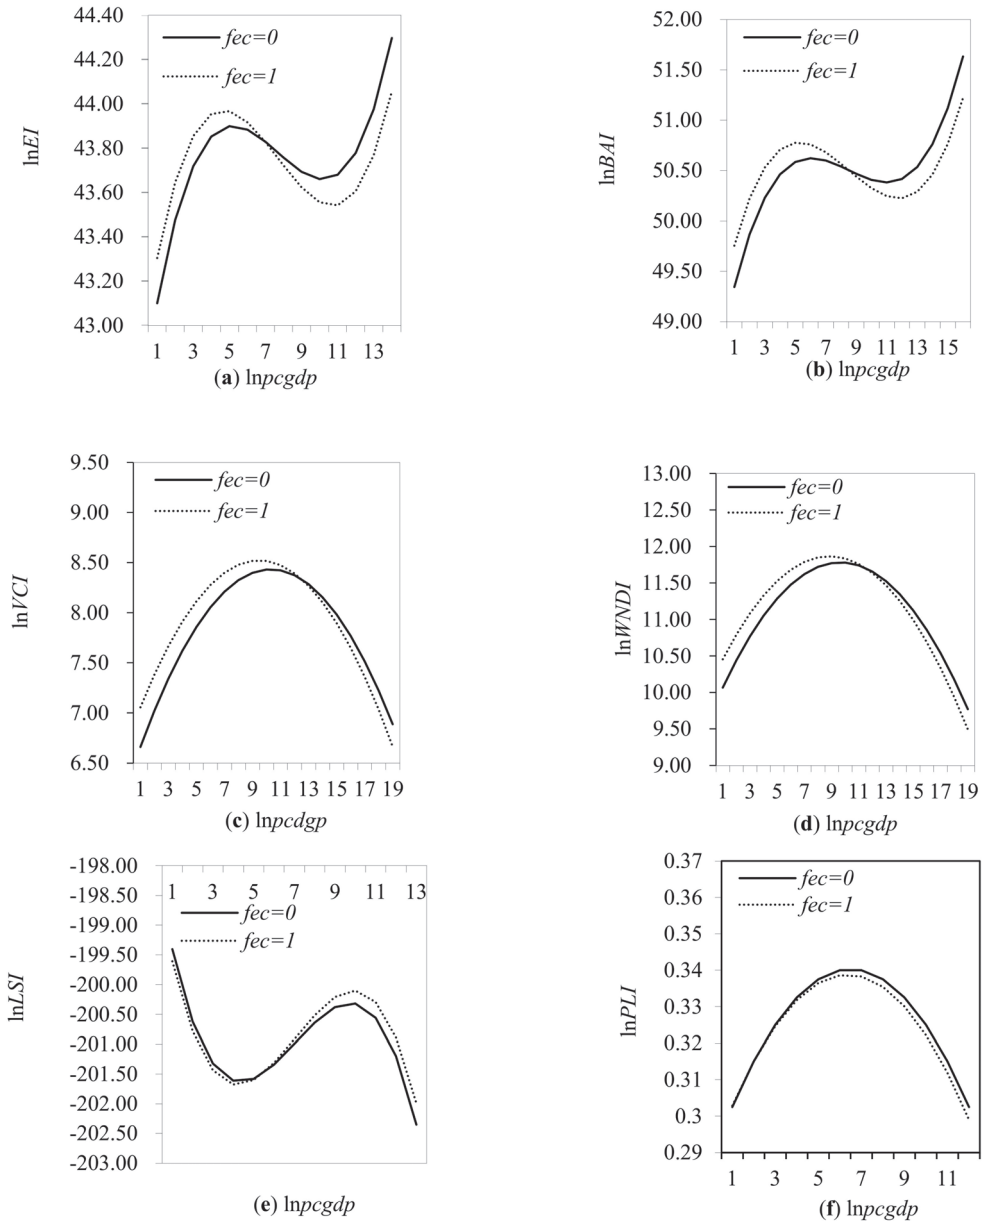 44.40
44.20
44.00
43.80
43.60
43.40
43.20
43.00
lnEI
fec=0
fec=1
1 3 5 7 9 11 13
(a) lnpcgdp
52.00
51.50
51.00
50.50
50.00
49.50
49.00
lnBAI
fec=0
fec=1
1 3 5 7 9 11 13 15
(b) lnpcgdp
9.50
9.00
8.50
8.00
7.50
7.00
6.50
lnVCI
fec=0
fec=1
1 3 5 7 9 11 13 15 17 19
(c) lnpcdgp
13.00
12.50
12.00
11.50
11.00
10.50
10.00
9.50
9.00
lnWNDI
fec=0
fec=1
1 3 5 7 9 11 13 15 17 19
(d) lnpcgdp
-198.00
-198.50
-199.00
-199.50
-200.00
-200.50
-201.00
-201.50
-202.00
-202.50
-203.00
lnLSI
1 3 5 7 9 11 13
fec=0
fec=1
(e) lnpcgdp
0.37
0.36
0.35
0.34
0.33
0.32
0.31
0.3
0.29
lnPLI
fec=0
fec=1
1 3 5 7 9 11
(f) lnpcgdp